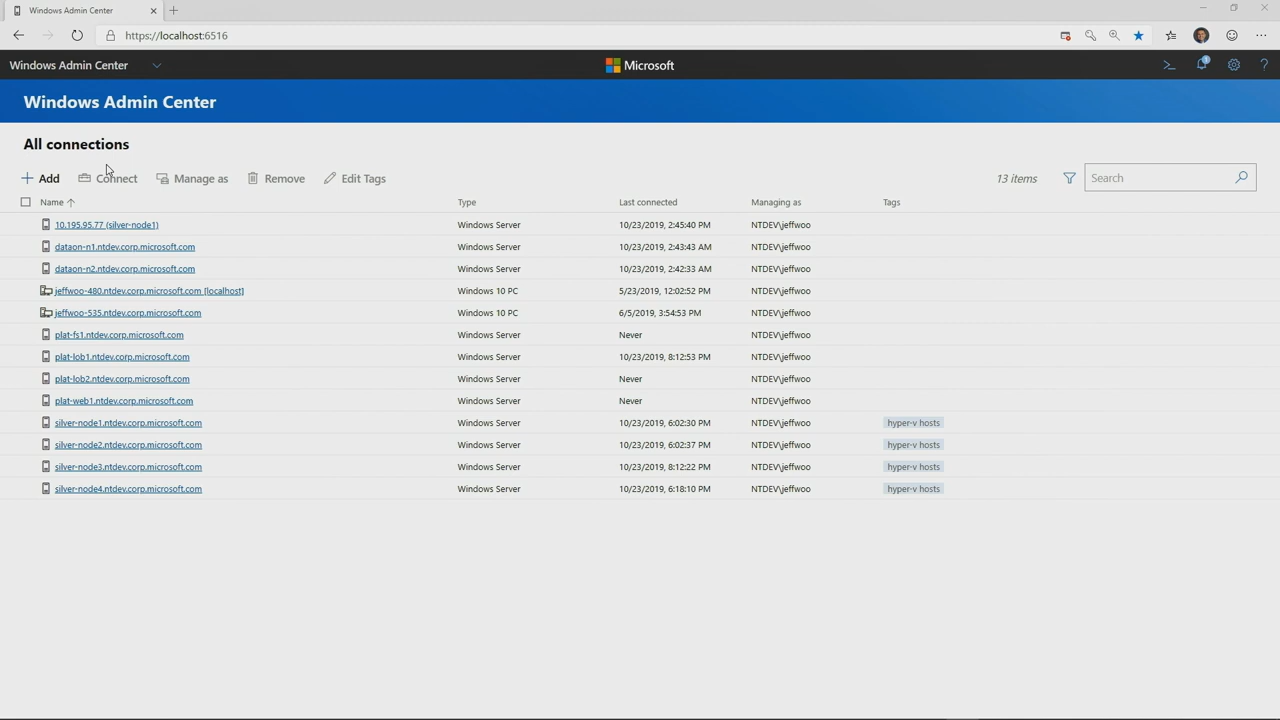 Windows Admin Center
https://localhost:6516
Windows Admin Center
Microsoft
1
Windows Admin Center
All connections
Add Connect Manage as Remove Edit Tags 13 items Search
Name Type Last connected Managing as Tags
10.195.95.77 (silver-node1) Windows Server 10/23/2019, 2:45:40 PM NTDEV\jeffwoo
dataon-n1.ntdev.corp.microsoft.com Windows Server 10/23/2019, 2:43:43 AM NTDEV\jeffwoo
dataon-n2.ntdev.corp.microsoft.com Windows Server 10/23/2019, 2:42:33 AM NTDEV\jeffwoo
jeffwoo-480.ntdev.corp.microsoft.com [localhost] Windows 10 PC 5/23/2019, 12:02:52 PM NTDEV\jeffwoo
jeffwoo-535.ntdev.corp.microsoft.com Windows 10 PC 6/5/2019, 3:54:53 PM NTDEV\jeffwoo
plat-fs1.ntdev.corp.microsoft.com Windows Server Never NTDEV\jeffwoo
plat-lob1.ntdev.corp.microsoft.com Windows Server 10/23/2019, 8:12:53 PM NTDEV\jeffwoo
plat-lob2.ntdev.corp.microsoft.com Windows Server Never NTDEV\jeffwoo
plat-web1.ntdev.corp.microsoft.com Windows Server Never NTDEV\jeffwoo
silver-node1.ntdev.corp.microsoft.com Windows Server 10/23/2019, 6:02:30 PM NTDEV\jeffwoo hyper-v hosts
silver-node2.ntdev.corp.microsoft.com Windows Server 10/23/2019, 6:02:37 PM NTDEV\jeffwoo hyper-v hosts
silver-node3.ntdev.corp.microsoft.com Windows Server 10/23/2019, 8:12:22 PM NTDEV\jeffwoo hyper-v hosts
silver-node4.ntdev.corp.microsoft.com Windows Server 10/23/2019, 6:18:10 PM NTDEV\jeffwoo hyper-v hosts